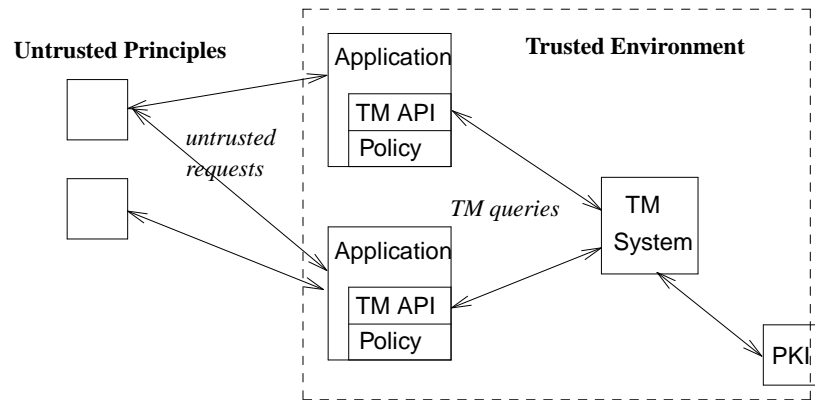 Untrusted Principles
Trusted Environment
Application
TM API
Policy
untrusted
requests
TM queries
TM
System
Application
TM API
Policy
PKI